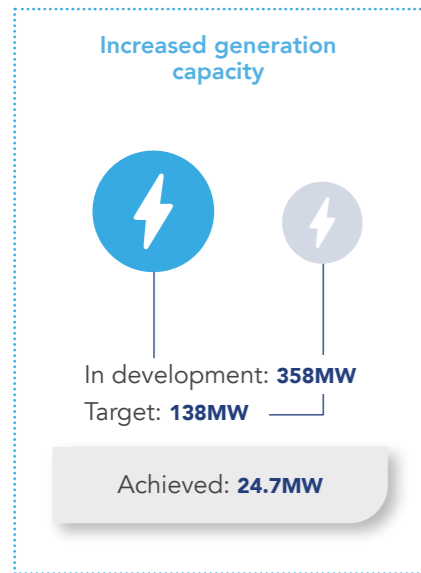 Increased generation
capacity
In development: 358MW
Target: 138MW
Achieved: 24.7MW